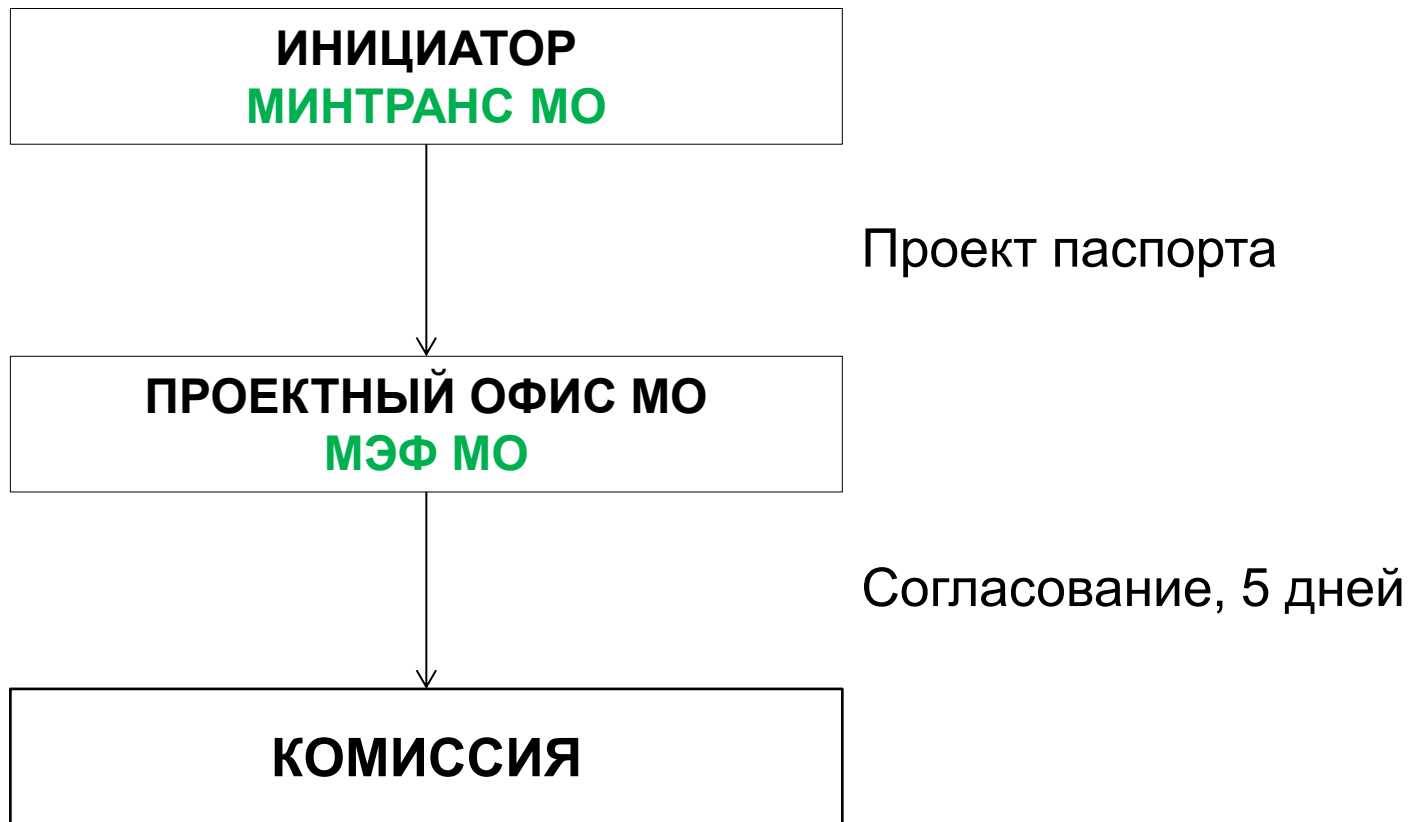 ИНИЦИАТОР
МИНТРАНС МО
Проект паспорта
ПРОЕКТНЫЙ ОФИС МО
МЭФ МО
Согласование, 5 дней
КОМИССИЯ